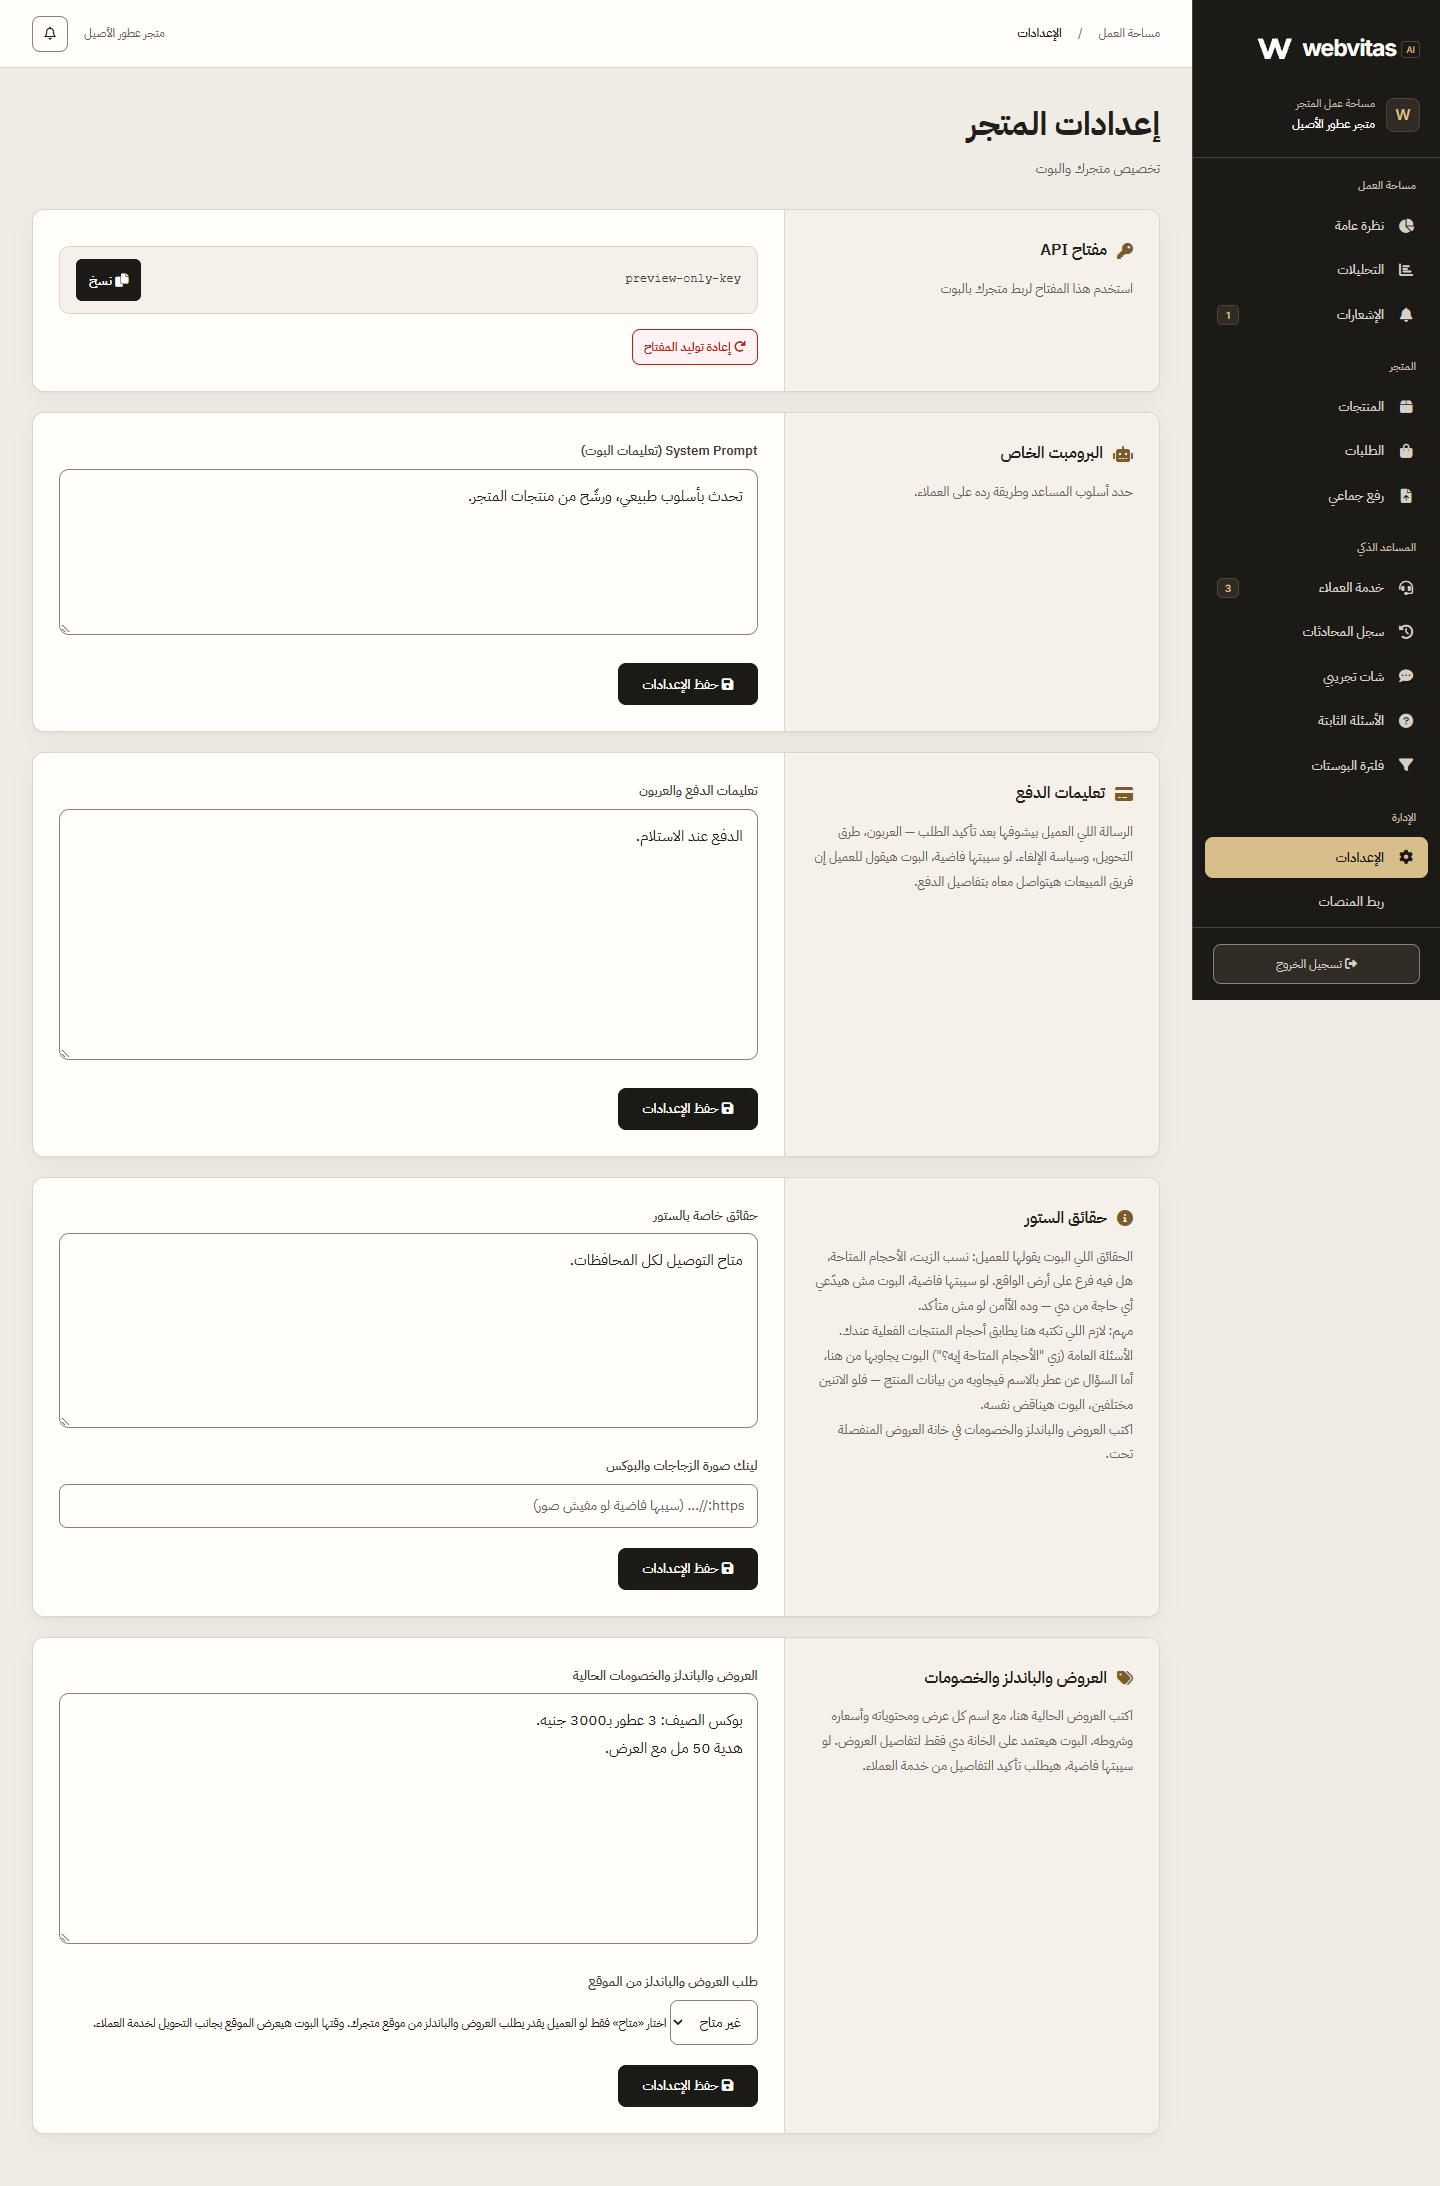 webvitas AI
W
مساحة عمل المتجر
متجر عطور الأصيل
مساحة العمل
نظرة عامة
التحليلات
الإشعارات
1
المتجر
المنتجات
الطلبات
رفع جماعي
المساعد الذكي
خدمة العملاء
3
سجل المحادثات
شات تجريبي
الأسئلة الثابتة
فلترة البوستات
الإدارة
الإعدادات
ربط المنصات
تسجيل الخروج
مساحة العمل / الإعدادات
متجر عطور الأصيل
إعدادات المتجر
تخصيص متجرك والبوت
مفتاح API
استخدم هذا المفتاح لربط متجرك بالبوت
preview-only-key
نسخ
إعادة توليد المفتاح
البرومبت الخاص
حدد أسلوب المساعد وطريقة رده على العملاء.
System Prompt (تعليمات البوت)
تحدث بأسلوب طبيعي، ورشّح من منتجات المتجر.
حفظ الإعدادات
تعليمات الدفع
الرسالة اللي العميل بيشوفها بعد تأكيد الطلب — العربون، طرق
التحويل، وسياسة الإلغاء. لو سيبتها فاضية، البوت هيقول للعميل إن
فريق المبيعات هيتواصل معاه بتفاصيل الدفع.
تعليمات الدفع والعربون
الدفع عند الاستلام.
حفظ الإعدادات
حقائق الستور
الحقائق اللي البوت يقولها للعميل: نسب الزيت، الأحجام المتاحة،
هل فيه فرع على أرض الواقع. لو سيبتها فاضية، البوت مش هيدّعي
أي حاجة من دي — وده الأأمن لو مش متأكد.
مهم: لازم اللي تكتبه هنا يطابق أحجام المنتجات الفعلية عندك.
الأسئلة العامة (زي "الأحجام المتاحة إيه؟") البوت يجاوبها من هنا،
أما السؤال عن عطر بالاسم فيجاوبه من بيانات المنتج — فلو الاتنين
مختلفين، البوت هيناقض نفسه.
اكتب العروض والباندلز والخصومات في خانة العروض المنفصلة
تحت.
حقائق خاصة بالستور
متاح التوصيل لكل المحافظات.
لينك صورة الزجاجات والبوكس
https://... (سيبها فاضية لو مفيش صور)
حفظ الإعدادات
العروض والباندلز والخصومات
اكتب العروض الحالية هنا، مع اسم كل عرض ومحتوياته وأسعاره
وشروطه. البوت هيعتمد على الخانة دي فقط لتفاصيل العروض. لو
سيبتها فاضية، هيطلب تأكيد التفاصيل من خدمة العملاء.
العروض والباندلز والخصومات الحالية
بوكس الصيف: 3 عطور بـ3000 جنيه.
هدية 50 مل مع العرض.
طلب العروض والباندلز من الموقع
غير متاح
اختار «متاح» فقط لو العميل يقدر يطلب العروض والباندلز من موقع متجرك. وقتها البوت هيعرض الموقع بجانب التحويل لخدمة العملاء.
حفظ الإعدادات